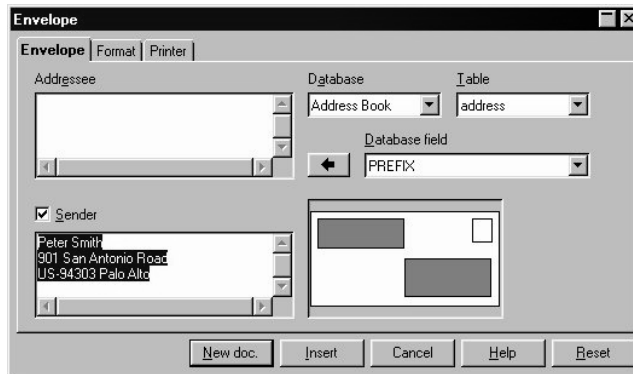 Envelope
Envelope Format Printer
Addressee
Database Table
Address Book address
Database field
PREFIX
Sender
Peter Smith
901 San Antonio Road
US-94303 Palo Alto
New doc. Insert Cancel Help Reset